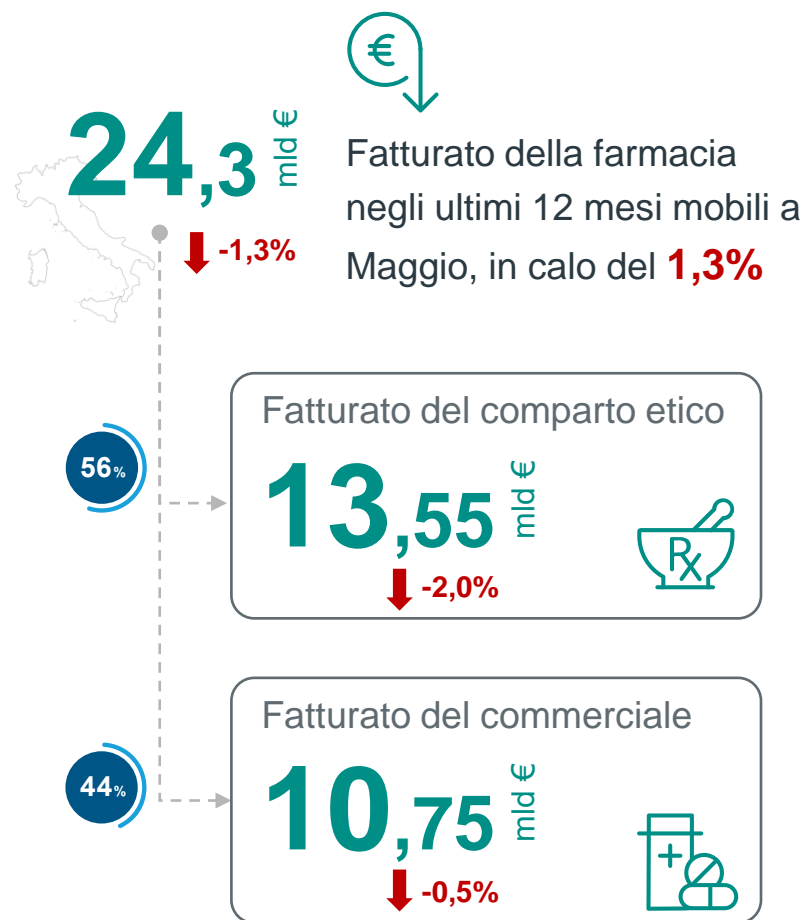 €
24,3 mld €
-1,3%
Fatturato della farmacia
negli ultimi 12 mesi mobili a
Maggio, in calo del 1,3%
56%
Fatturato del comparto etico
13,55 mld €
-2,0%
Rx
44%
Fatturato del commerciale
10,75 mld €
-0,5%